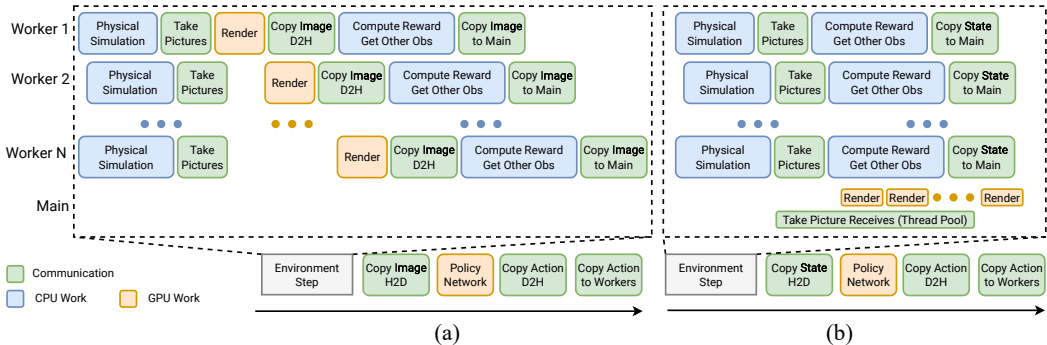 Worker 1
Physical Simulation
Take Pictures
Render
Copy Image D2H
Compute Reward Get Other Obs
Copy Image to Main
Worker 2
Physical Simulation
Take Pictures
Render
Copy Image D2H
Compute Reward Get Other Obs
Copy Image to Main
Worker N
Physical Simulation
Take Pictures
Render
Copy Image D2H
Compute Reward Get Other Obs
Copy Image to Main
Main
Environment Step
Copy Image H2D
Policy Network
Copy Action D2H
Copy Action to Workers
Communication
CPU Work
GPU Work
(a)
Physical Simulation
Take Pictures
Compute Reward Get Other Obs
Copy State to Main
Physical Simulation
Take Pictures
Compute Reward Get Other Obs
Copy State to Main
Physical Simulation
Take Pictures
Compute Reward Get Other Obs
Copy State to Main
Render
Render
Render
Take Picture Receives (Thread Pool)
Environment Step
Copy State H2D
Policy Network
Copy Action D2H
Copy Action to Workers
(b)